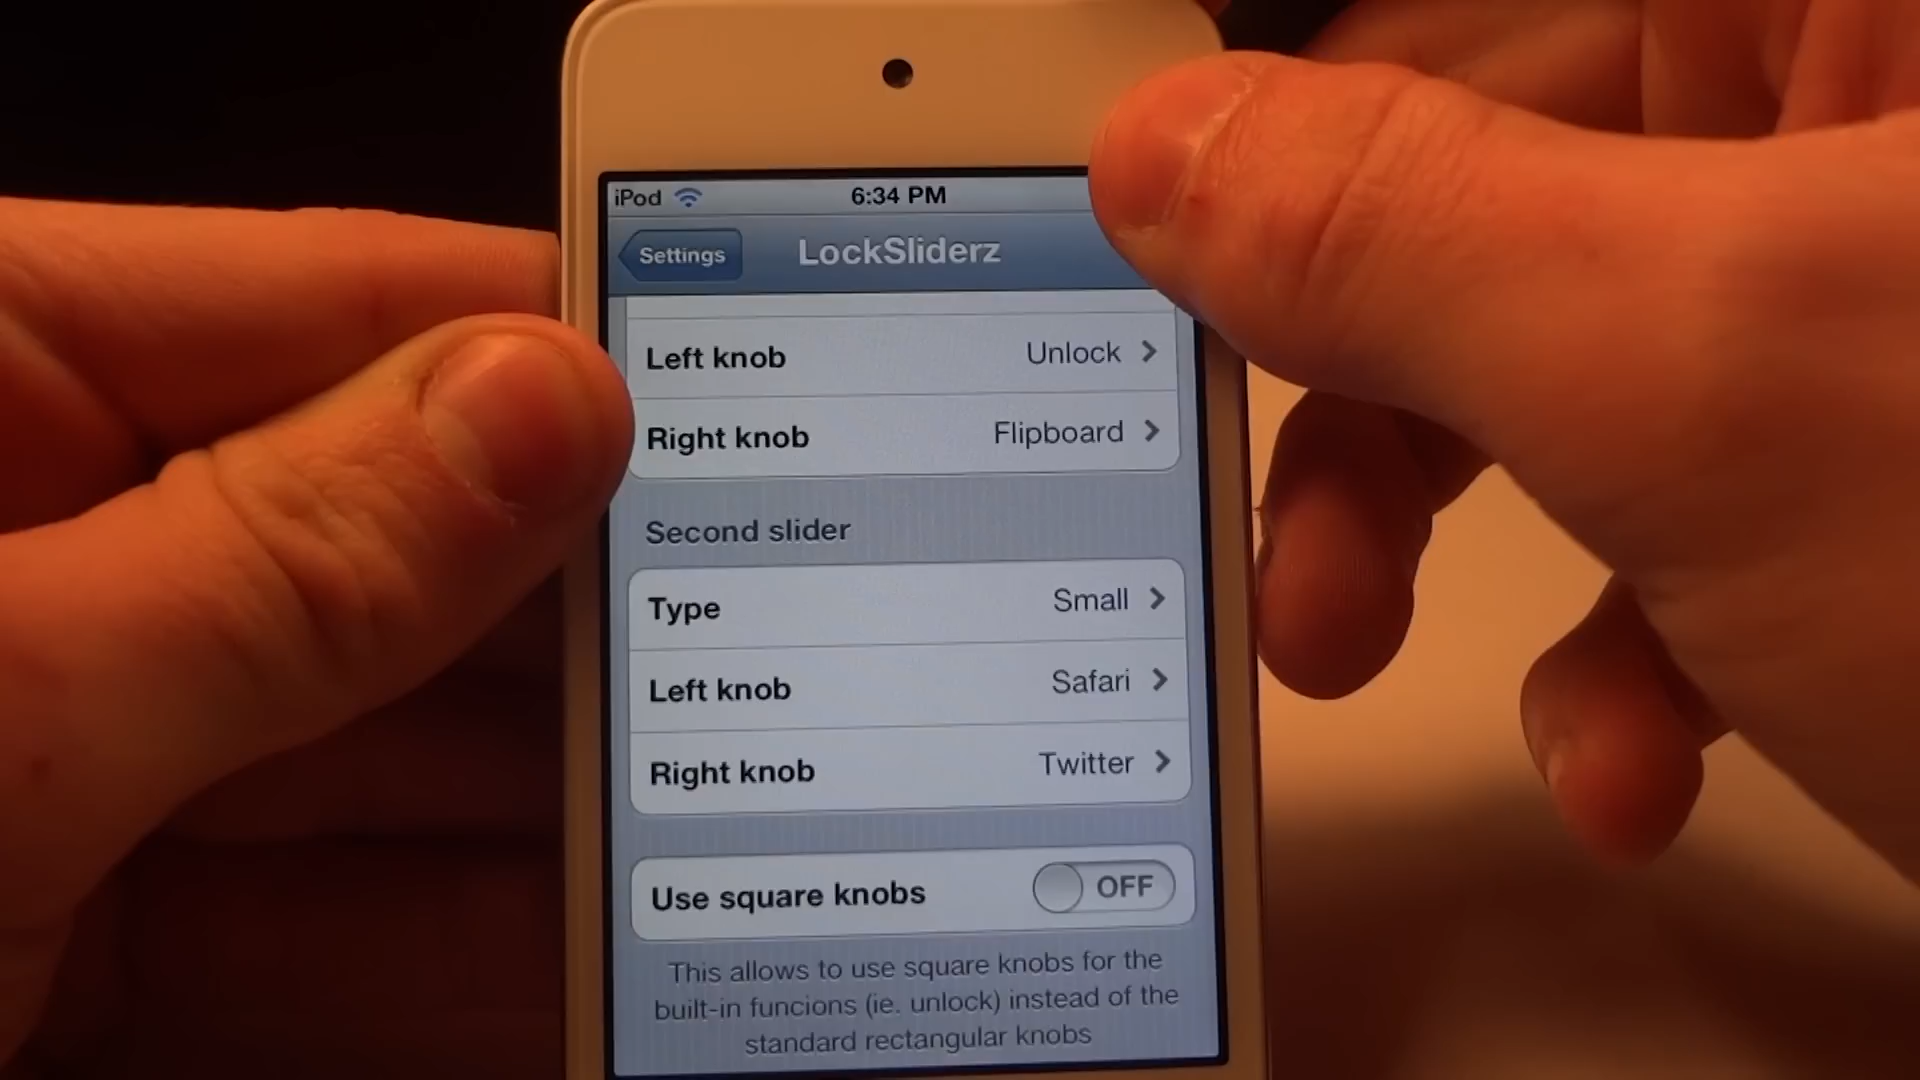 iPod 6:34 PM
Settings LockSliderz
Left knob Unlock
Right knob Flipboard
Second slider
Type Small
Left knob Safari
Right knob Twitter
Use square knobs OFF
This allows to use square knobs for the
built-in funcions (ie. unlock) instead of the
standard rectangular knobs